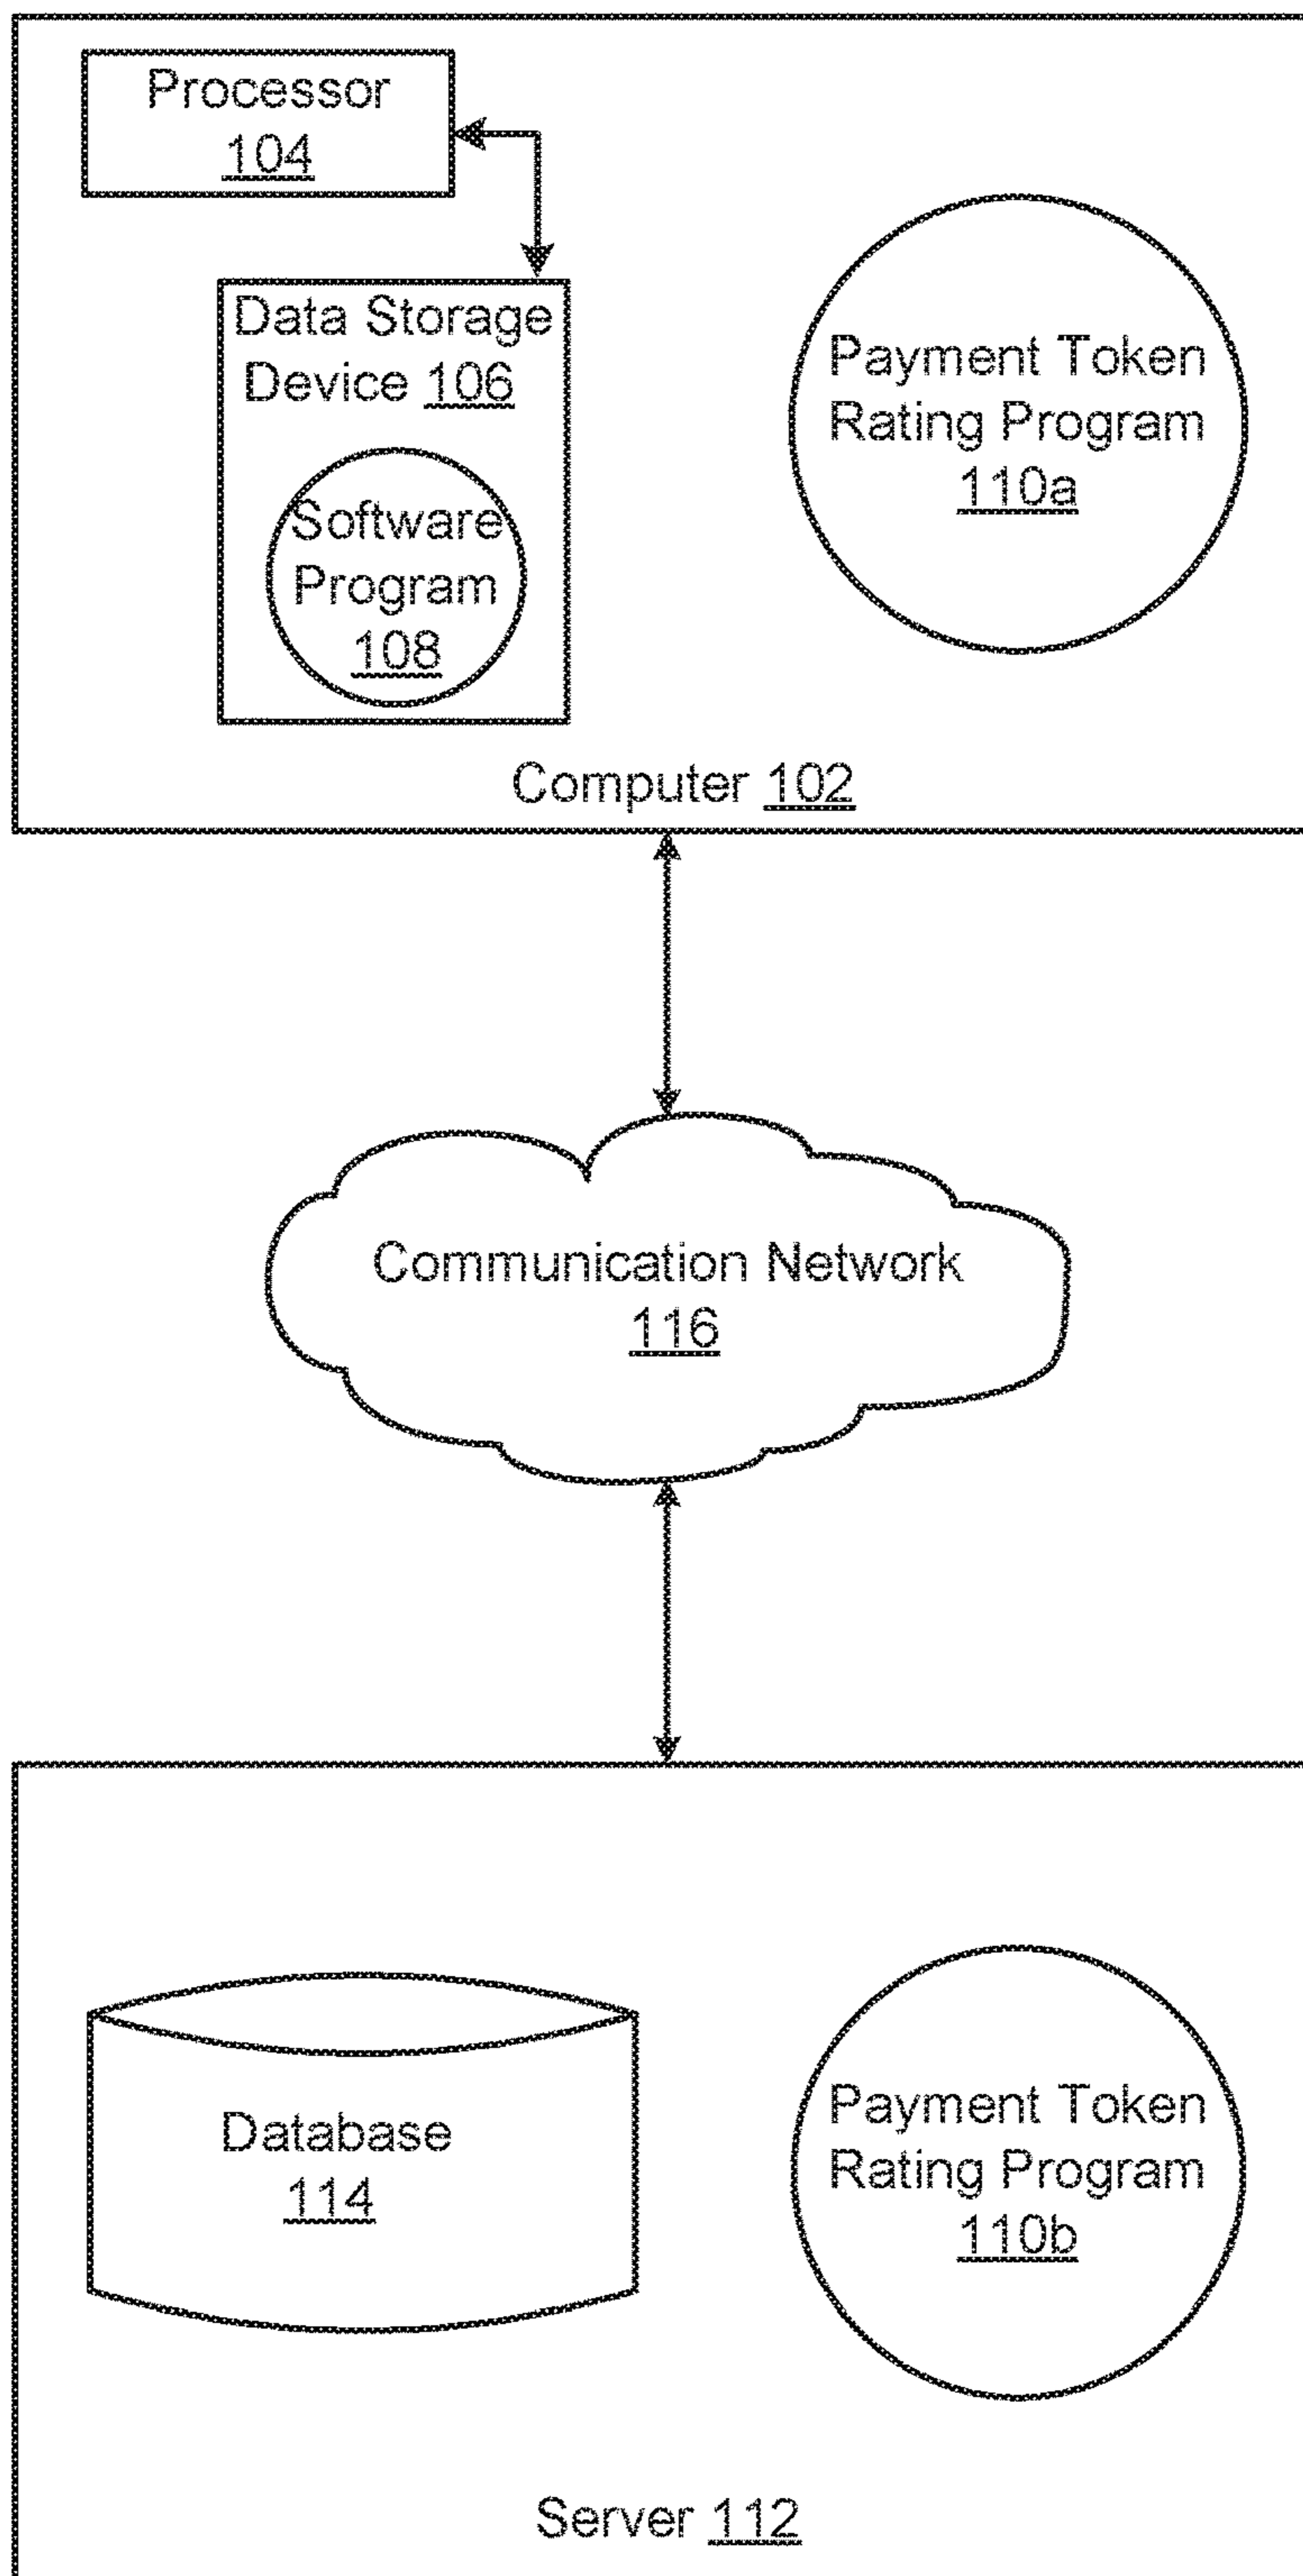 Processor
104
Data Storage
Device 106
Software
Program
108
Payment Token
Rating Program
110a
Computer 102
Communication Network
116
Database
114
Payment Token
Rating Program
110b
Server 112